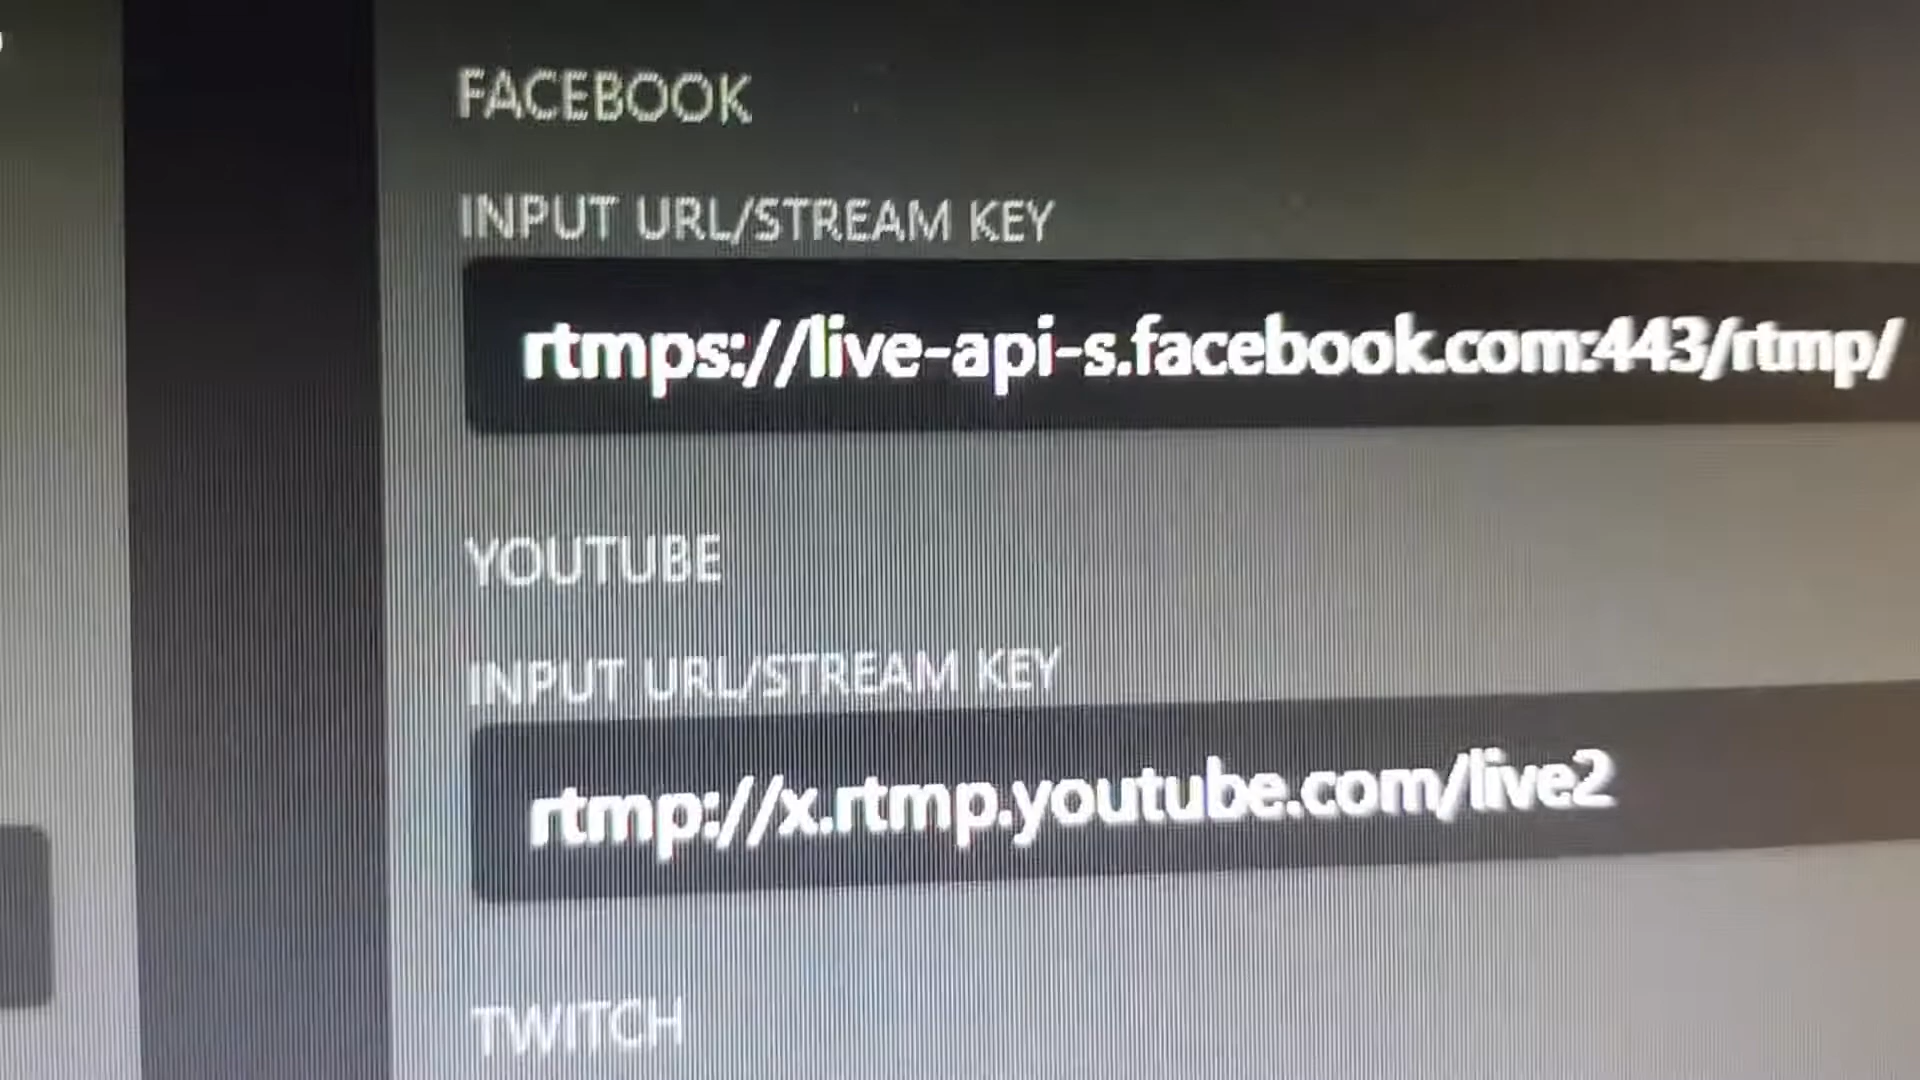 FACEBOOK
INPUT URL/STREAM KEY
rtmps://live-api-s.facebook.com:443/rtmp/
YOUTUBE
INPUT URL/STREAM KEY
rtmp://x.rtmp.youtube.com/live2
TWITCH